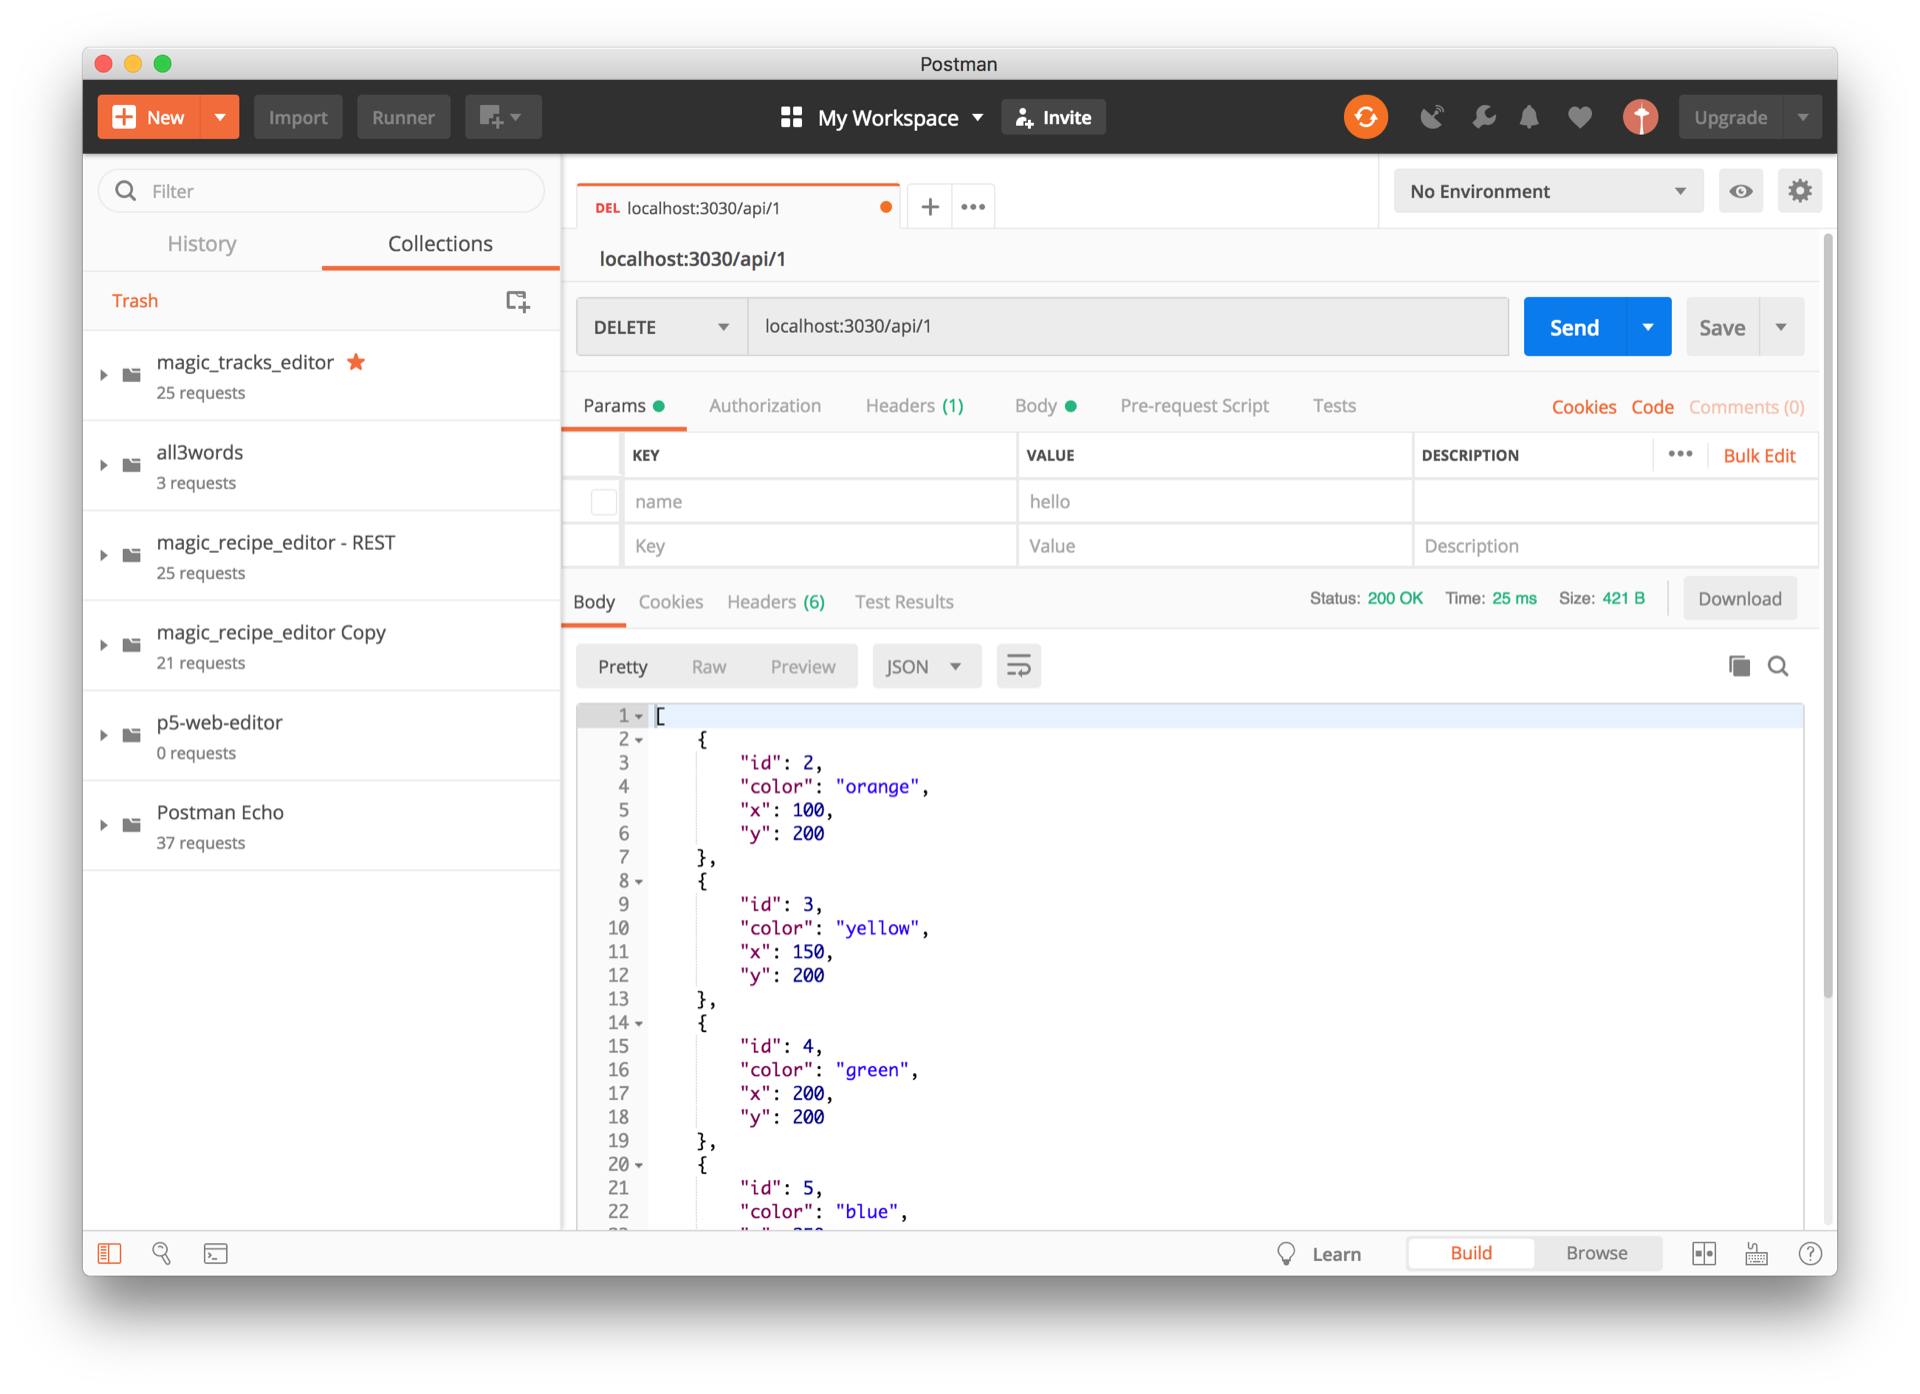 Postman
New
Import
Runner
My Workspace
Invite
Upgrade
Filter
History
Collections
Trash
magic_tracks_editor
25 requests
all3words
3 requests
magic_recipe_editor - REST
25 requests
magic_recipe_editor Copy
21 requests
p5-web-editor
0 requests
Postman Echo
37 requests
DEL localhost:3030/api/1
No Environment
localhost:3030/api/1
DELETE localhost:3030/api/1
Send
Save
Params
Authorization
Headers (1)
Body
Pre-request Script
Tests
Cookies
Code
Comments (0)
KEY VALUE DESCRIPTION
Bulk Edit
name hello
Key Value Description
Body
Cookies
Headers (6)
Test Results
Status: 200 OK
Time: 25 ms
Size: 421 B
Download
Pretty
Raw
Preview
JSON
1 [
2 {
3 "id": 2,
4 "color": "orange",
5 "x": 100,
6 "y": 200
7 },
8 {
9 "id": 3,
10 "color": "yellow",
11 "x": 150,
12 "y": 200
13 },
14 {
15 "id": 4,
16 "color": "green",
17 "x": 200,
18 "y": 200
19 },
20 {
21 "id": 5,
22 "color": "blue",
Learn
Build
Browse